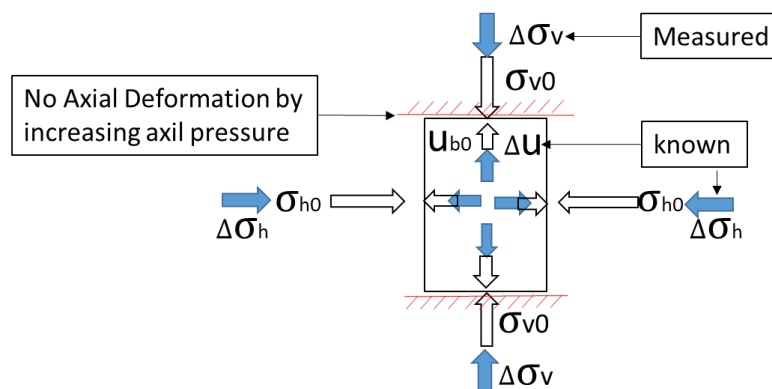 Δσv
Measured
σv0
No Axial Deformation by
increasing axil pressure
ub0
Δu
known
σh0
σh0
Δσh
Δσh
σv0
Δσv